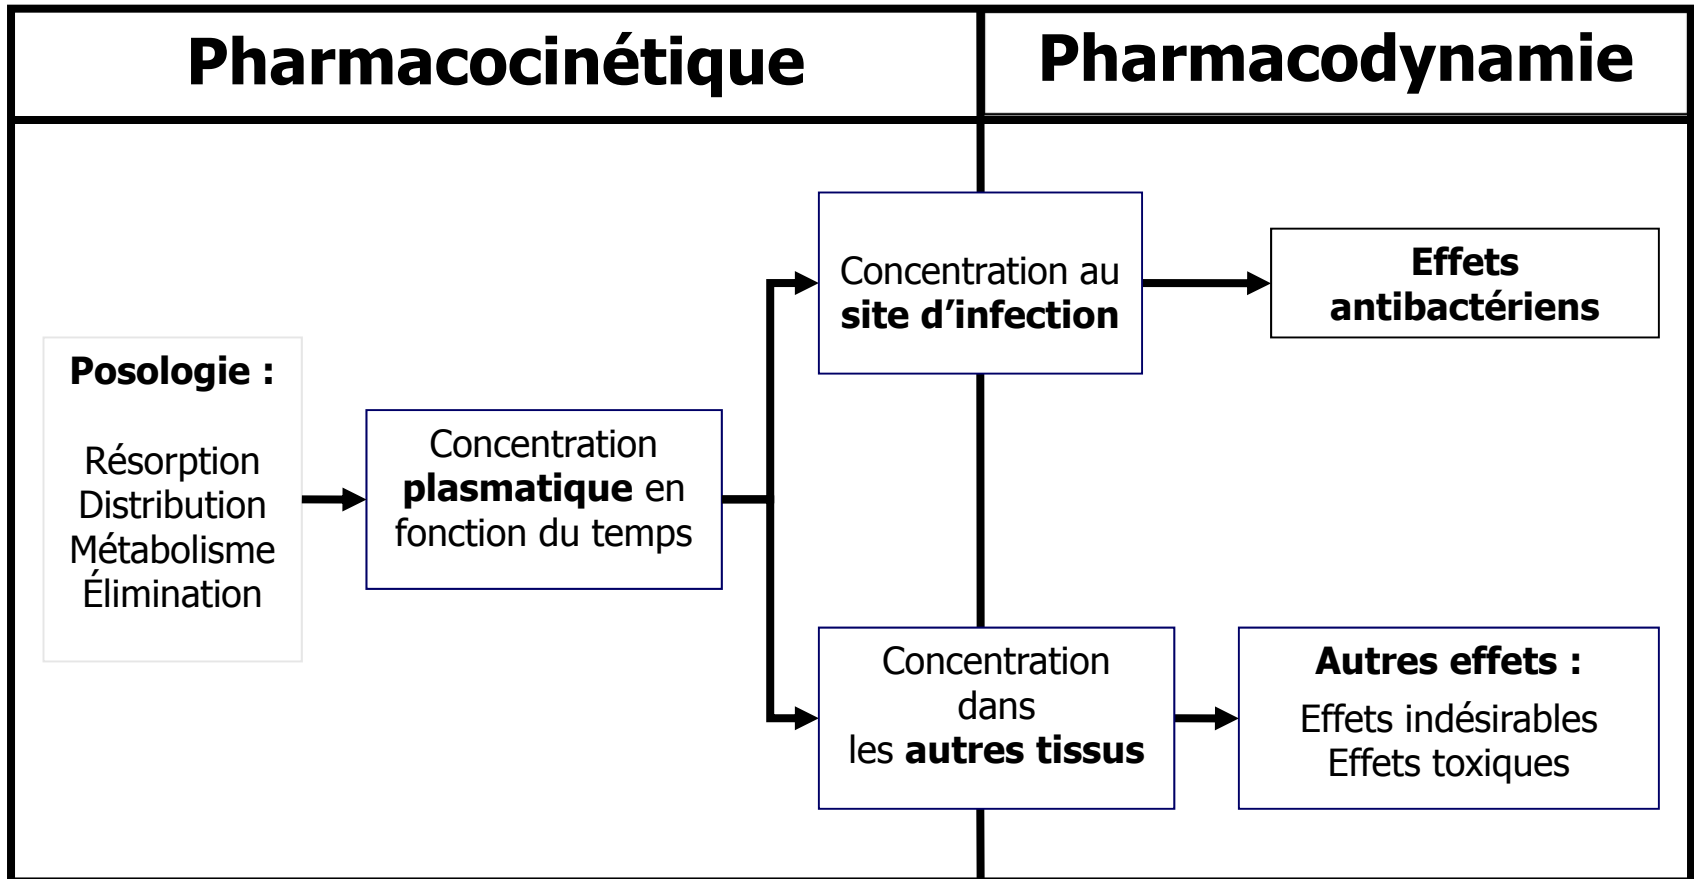 Pharmacocinétique
Pharmacodynamie
Posologie :
Résorption
Distribution
Métabolisme
Élimination
Concentration
plasmatique en
fonction du temps
Concentration au
site d’infection
Effets
antibactériens
Concentration
dans
les autres tissus
Autres effets :
Effets indésirables
Effets toxiques